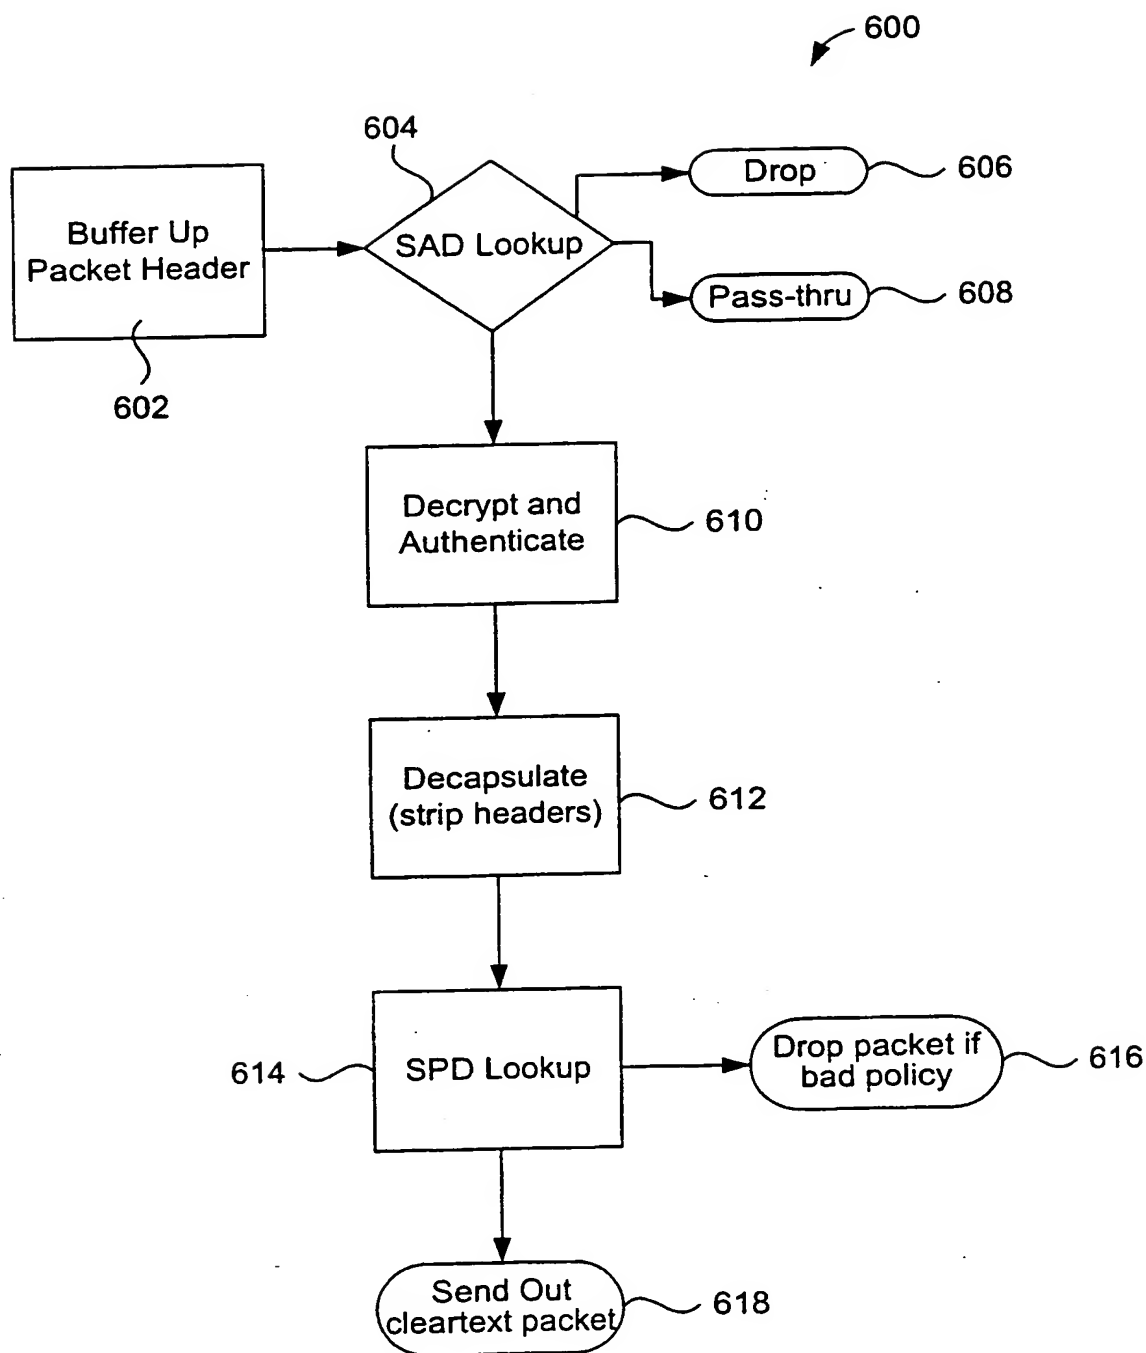 600
604
Drop
606
Buffer Up
Packet Header
SAD Lookup
Pass-thru
608
602
Decrypt and
Authenticate
610
Decapsulate
(strip headers)
612
614
SPD Lookup
Drop packet if
bad policy
616
Send Out
cleartext packet
618